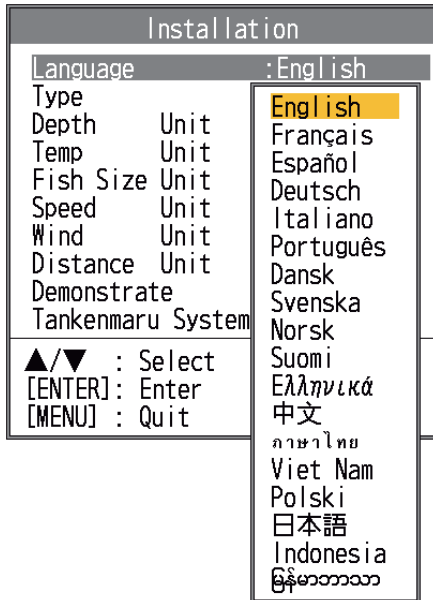 Installation
Language :English
Type
Depth Unit
Temp Unit
Fish Size Unit
Speed Unit
Wind Unit
Distance Unit
Demonstrate
Tankenmaru System
▲/▼ : Select
[ENTER]: Enter
[MENU] : Quit
English
Français
Español
Deutsch
Italiano
Português
Dansk
Svenska
Norsk
Suomi
Ελληνικά
中文
ภาษาไทย
Viet Nam
Polski
日本語
Indonesia
မြန်မာဘာသာ